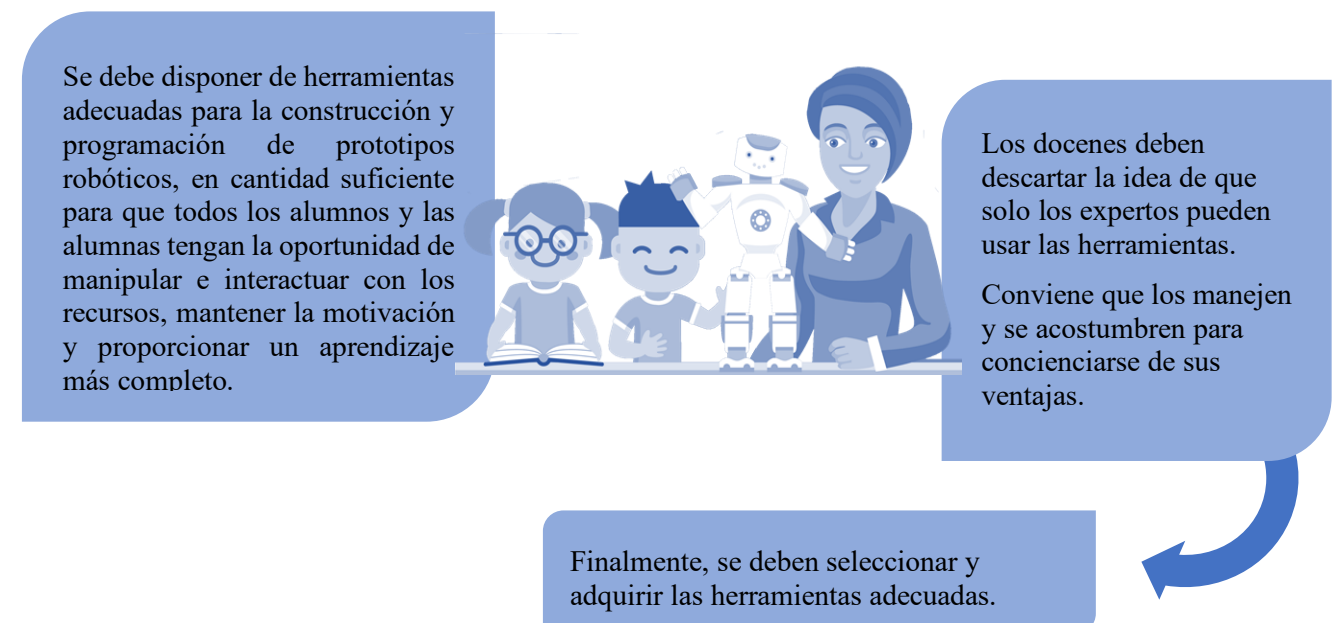 Se debe disponer de herramientas
adecuadas para la construcción y
programación de prototipos
robóticos, en cantidad suficiente
para que todos los alumnos y las
alumnas tengan la oportunidad de
manipular e interactuar con los
recursos, mantener la motivación
y proporcionar un aprendizaje
más completo.
Los docenes deben
descartar la idea de que
solo los expertos pueden
usar las herramientas.
Conviene que los manejen
y se acostumbren para
concienciarse de sus
ventajas.
Finalmente, se deben seleccionar y
adquirir las herramientas adecuadas.